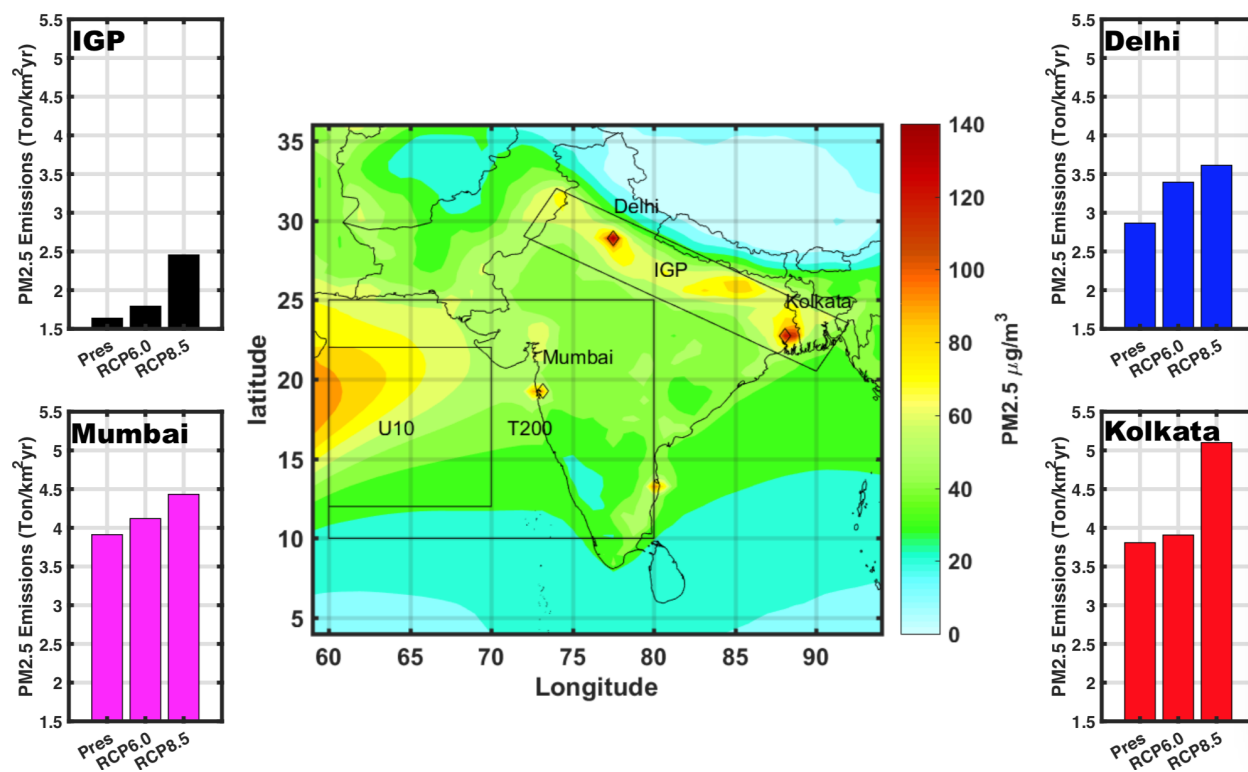 IGP
PM2.5 Emissions (Ton/km²yr)
5.5
5
4.5
4
3.5
3
2.5
2
1.5
Pres
RCP6.0
RCP8.5
Mumbai
PM2.5 Emissions (Ton/km²yr)
5.5
5
4.5
4
3.5
3
2.5
2
1.5
Pres
RCP6.0
RCP8.5
latitude
35
30
25
20
15
10
5
60
65
70
75
80
85
90
Longitude
Delhi
IGP
Kolkata
Mumbai
U10
T200
140
120
100
80
60
40
20
0
PM2.5 μg/m³
Delhi
PM2.5 Emissions (Ton/km²yr)
5.5
5
4.5
4
3.5
3
2.5
2
1.5
Pres
RCP6.0
RCP8.5
Kolkata
PM2.5 Emissions (Ton/km²yr)
5.5
5
4.5
4
3.5
3
2.5
2
1.5
Pres
RCP6.0
RCP8.5